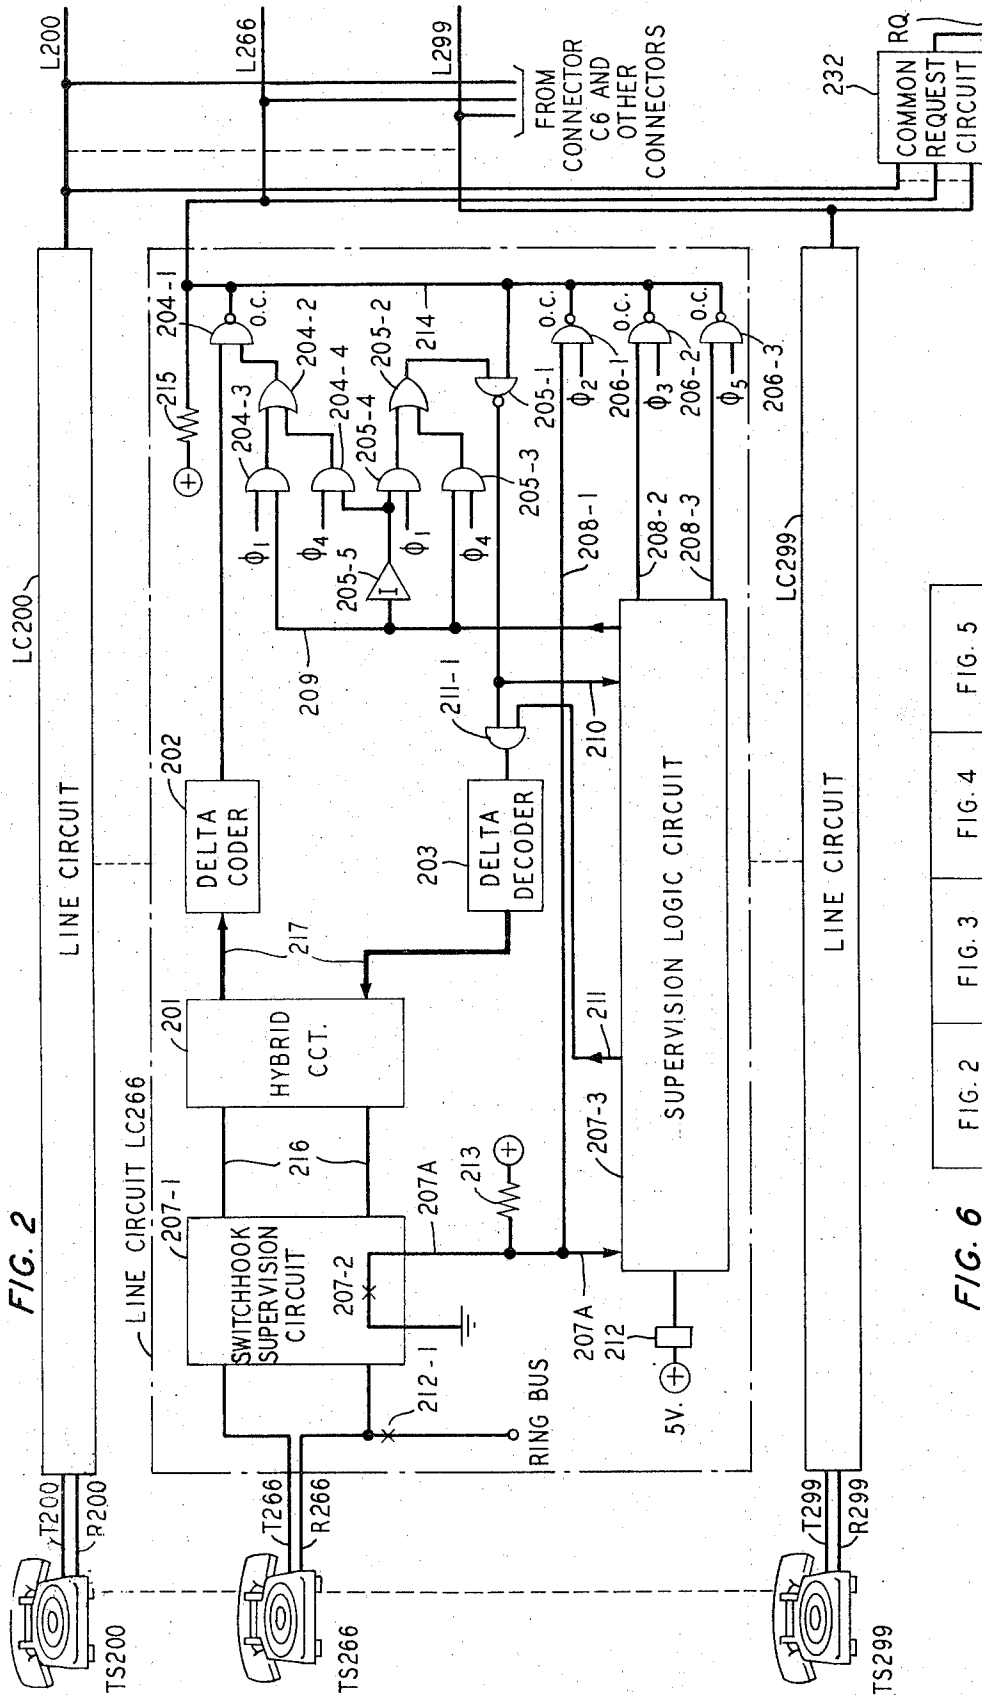 FIG. 2
LC200
LINE CIRCUIT
L200
L266
L299
T200
R200
TS200
T266
R266
TS266
T299
R299
TS299
LINE CIRCUIT LC266
207-1
SWITCHHOOK
SUPERVISION
CIRCUIT
207-2
212-1
RING BUS
216
201
HYBRID
CCT.
217
202
DELTA
CODER
203
DELTA
DECODER
207A
213
207A
212
5V.
207-3
SUPERVISION LOGIC CIRCUIT
211
210
211-1
209
215
204-1
O.C.
204-2
204-3
204-4
205-2
205-4
205-5
I
205-3
205-1
ϕ1
ϕ4
ϕ1
ϕ4
214
208-1
208-2
208-3
O.C.
ϕ2
206-1
O.C.
ϕ3
206-2
O.C.
ϕ5
206-3
FROM
CONNECTOR
C6 AND
OTHER
CONNECTORS
232
COMMON
REQUEST
CIRCUIT
RQ
LC299
LINE CIRCUIT
FIG. 6
FIG. 2
FIG. 3
FIG. 4
FIG. 5